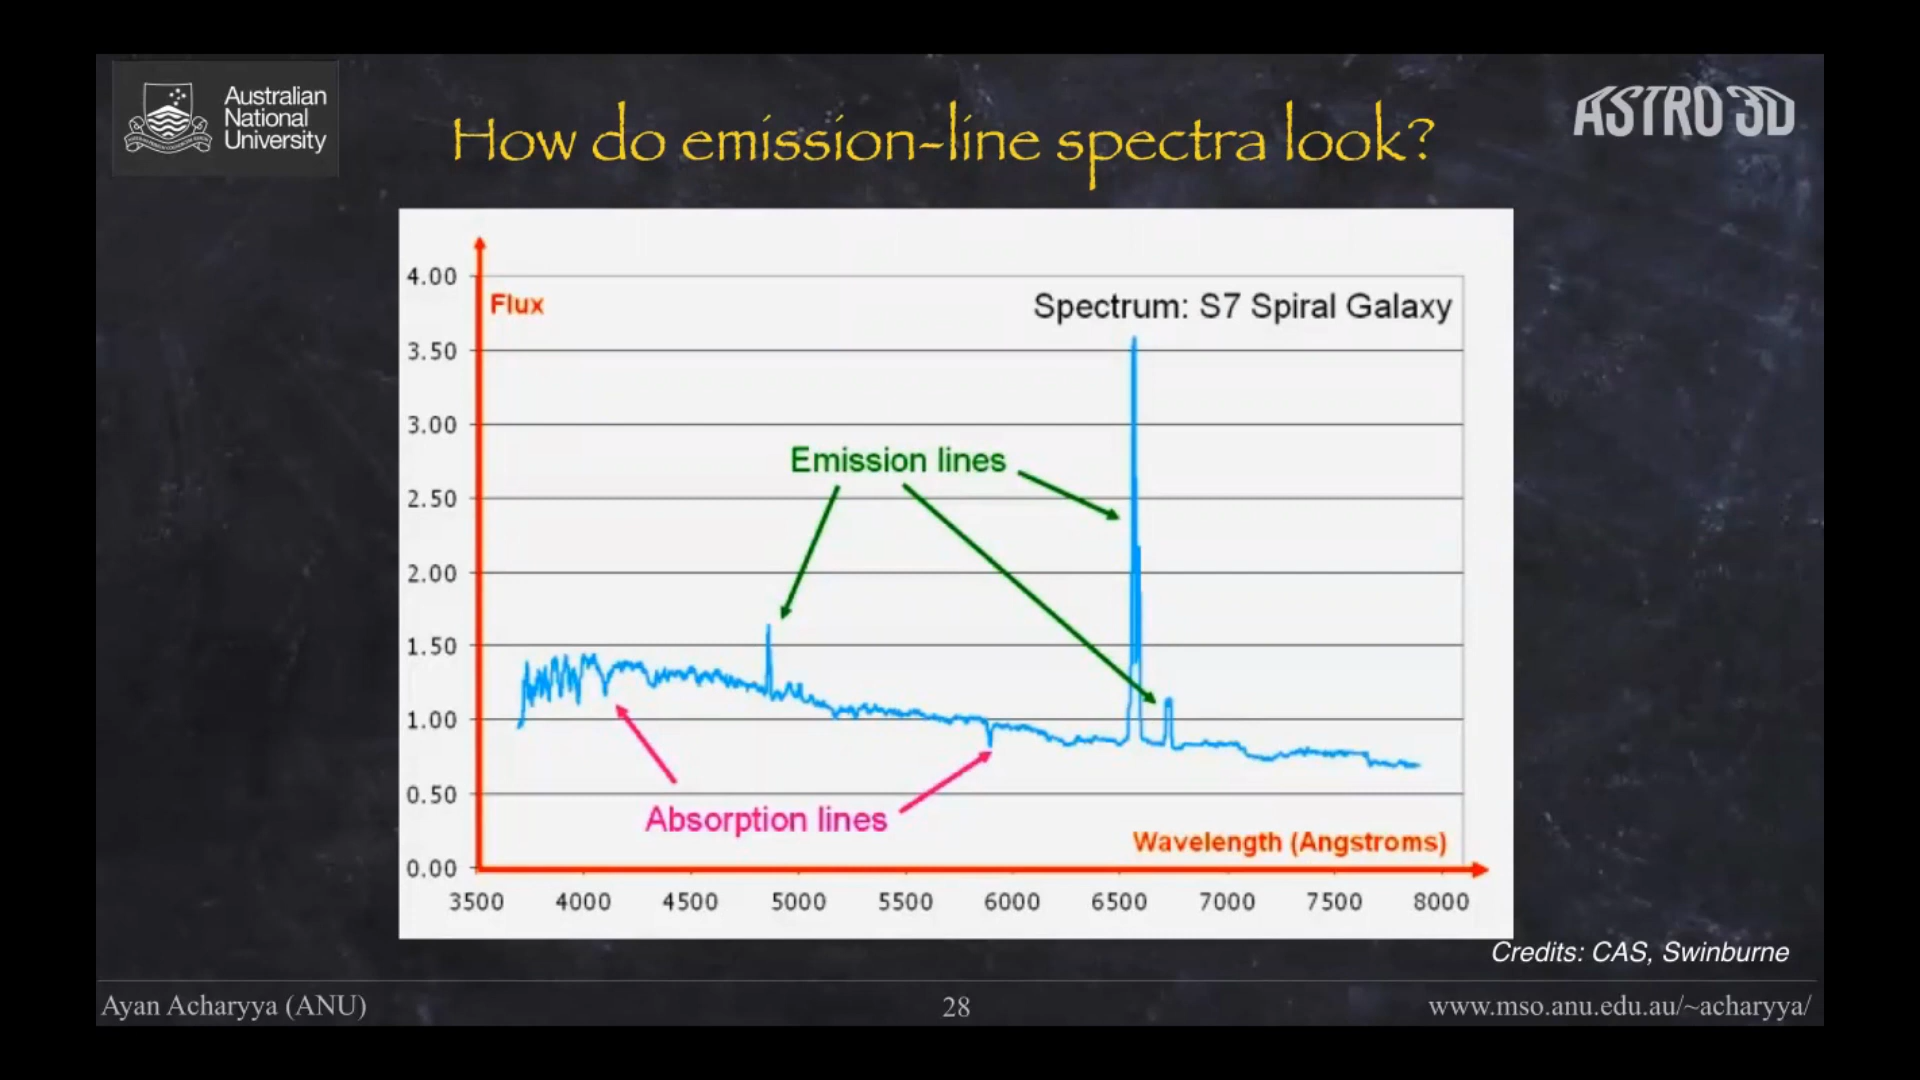 Australian
National
University
How do emission-line spectra look?
ASTRO 3D
4.00
Flux
Spectrum: S7 Spiral Galaxy
3.50
3.00
Emission lines
2.50
2.00
1.50
1.00
0.50
Absorption lines
Wavelength (Angstroms)
0.00
3500 4000 4500 5000 5500 6000 6500 7000 7500 8000
Credits: CAS, Swinburne
Ayan Acharyya (ANU)
28
www.mso.anu.edu.au/~acharyya/